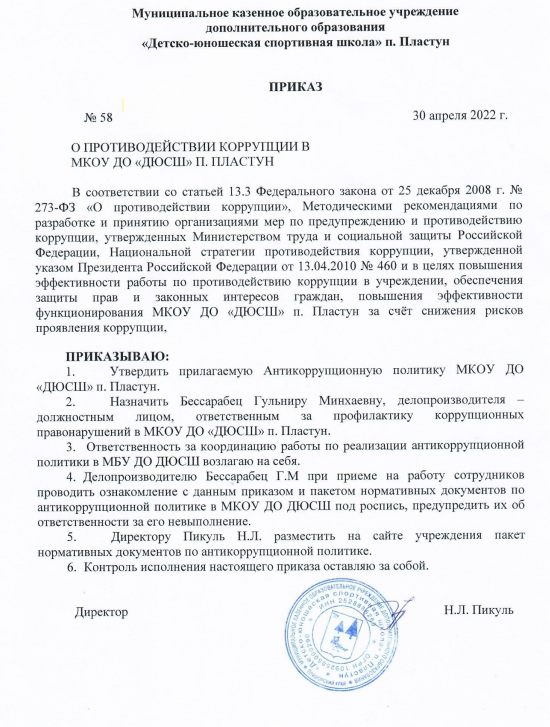 Муниципальное казенное образовательное учреждение
дополнительного образования
«Детско-юношеская спортивная школа» п. Пластун
ПРИКАЗ
№ 58
30 апреля 2022 г.
О ПРОТИВОДЕЙСТВИИ КОРРУПЦИИ В
МКОУ ДО «ДЮСШ» П. ПЛАСТУН
В соответствии со статьей 13.3 Федерального закона от 25 декабря 2008 г. №
273-ФЗ «О противодействии коррупции», Методическими рекомендациями по
разработке и принятию организациями мер по предупреждению и противодействию
коррупции, утвержденных Министерством труда и социальной защиты Российской
Федерации, Национальной стратегии противодействия коррупции, утвержденной
указом Президента Российской Федерации от 13.04.2010 № 460 и в целях повышения
эффективности работы по противодействию коррупции в учреждении, обеспечения
защиты прав и законных интересов граждан, повышения эффективности
функционирования МКОУ ДО «ДЮСШ» п. Пластун за счёт снижения рисков
проявления коррупции,
ПРИКАЗЫВАЮ:
1. Утвердить прилагаемую Антикоррупционную политику МКОУ ДО
«ДЮСШ» п. Пластун.
2. Назначить Бессарабец Гульниру Минхаевну, делопроизводителя –
должностным лицом, ответственным за профилактику коррупционных
правонарушений в МКОУ ДО «ДЮСШ» п. Пластун.
3. Ответственность за координацию работы по реализации антикоррупционной
политики в МБУ ДО ДЮСШ возлагаю на себя.
4. Делопроизводителю Бессарабец Г.М при приеме на работу сотрудников
проводить ознакомление с данным приказом и пакетом нормативных документов по
антикоррупционной политике в МКОУ ДО ДЮСШ под роспись, предупредить их об
ответственности за его невыполнение.
5. Директору Пикуль Н.Л. разместить на сайте учреждения пакет
нормативных документов по антикоррупционной политике.
6. Контроль исполнения настоящего приказа оставляю за собой.
Директор
Н.Л. Пикуль